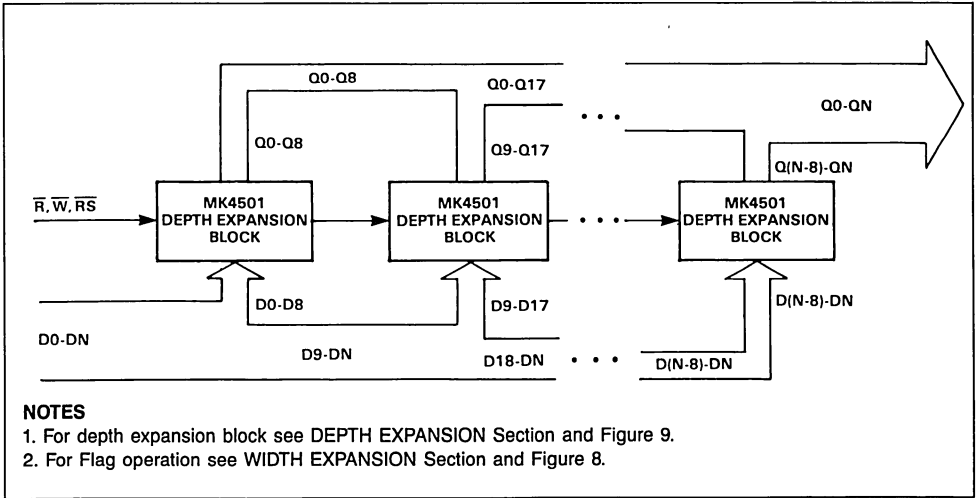 Q0-Q8
Q0-Q17
Q0-QN
• • •
Q0-Q8
Q9-Q17
Q(N-8)-QN
R, W, RS
MK4501
DEPTH EXPANSION
BLOCK
MK4501
DEPTH EXPANSION
BLOCK
• • •
MK4501
DEPTH EXPANSION
BLOCK
D0-D8
D9-D17
D(N-8)-DN
D0-DN
D9-DN
D18-DN
• • •
D(N-8)-DN
NOTES
1. For depth expansion block see DEPTH EXPANSION Section and Figure 9.
2. For Flag operation see WIDTH EXPANSION Section and Figure 8.